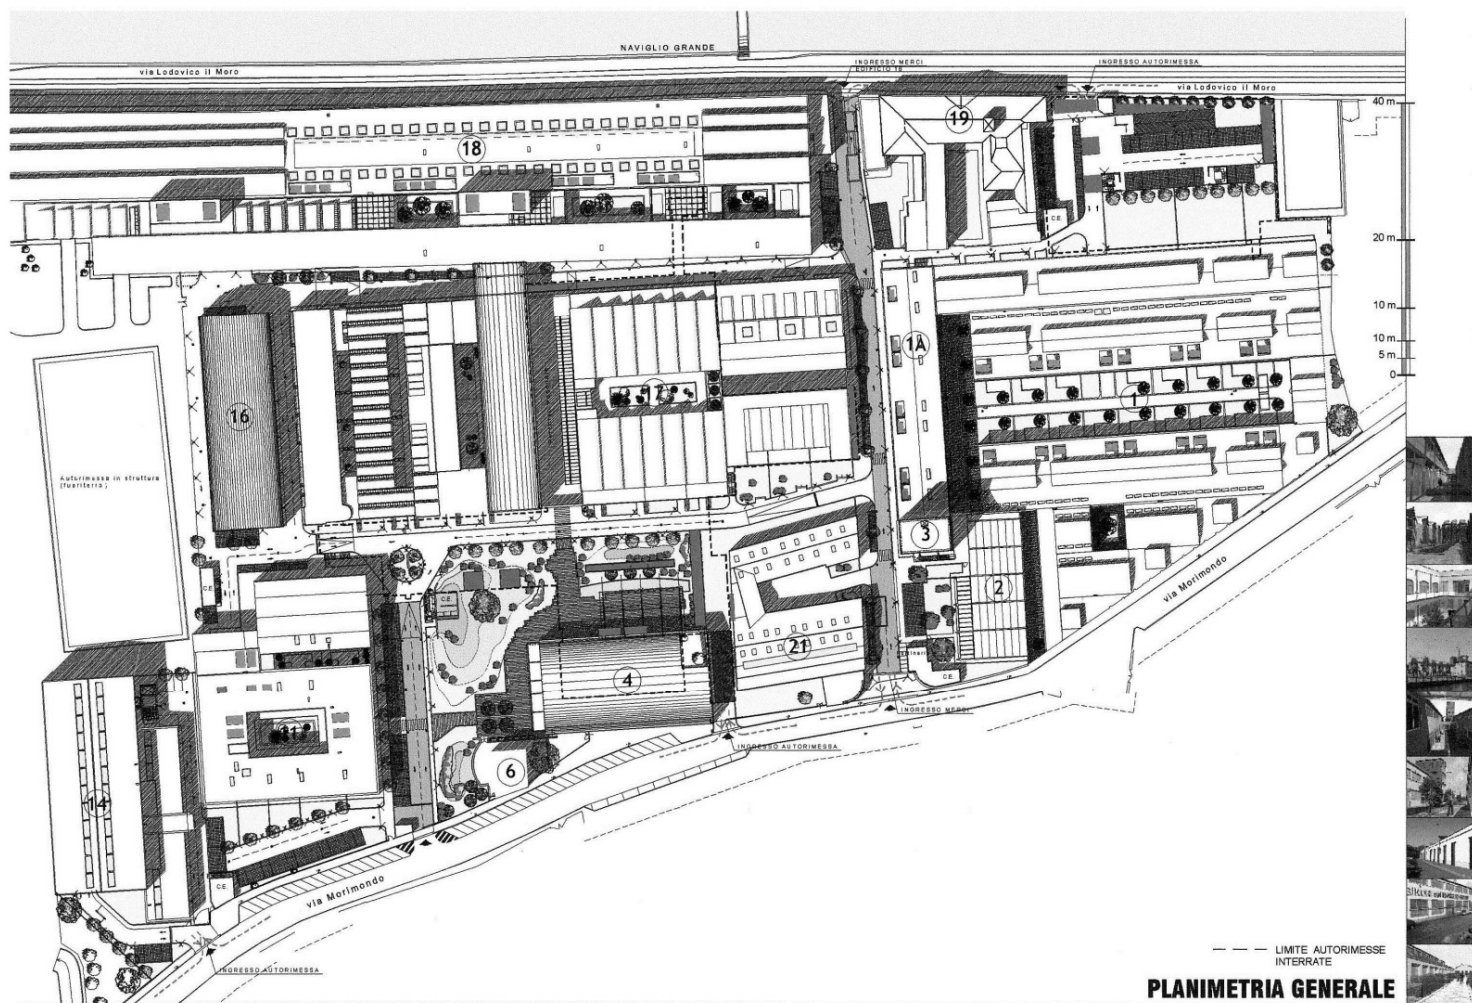 NAVIGLIO GRANDE
via Lodovico il Moro
INGRESSO MERCI
EDIFICIO 18
INGRESSO AUTORIMESSA
via Lodovico il Moro
40 m
19
18
C.E.
20 m
10 m
1A
10 m
5 m
0
16
17
1
Autorimessa in struttura
(fuoriterra)
3
C.E.
C.E.
2
via Morimondo
21
4
C.E.
INGRESSO MERCI
INGRESSO AUTORIMESSA
6
14
C.E.
via Morimondo
INGRESSO AUTORIMESSA
LIMITE AUTORIMESSE
INTERRATE
PLANIMETRIA GENERALE